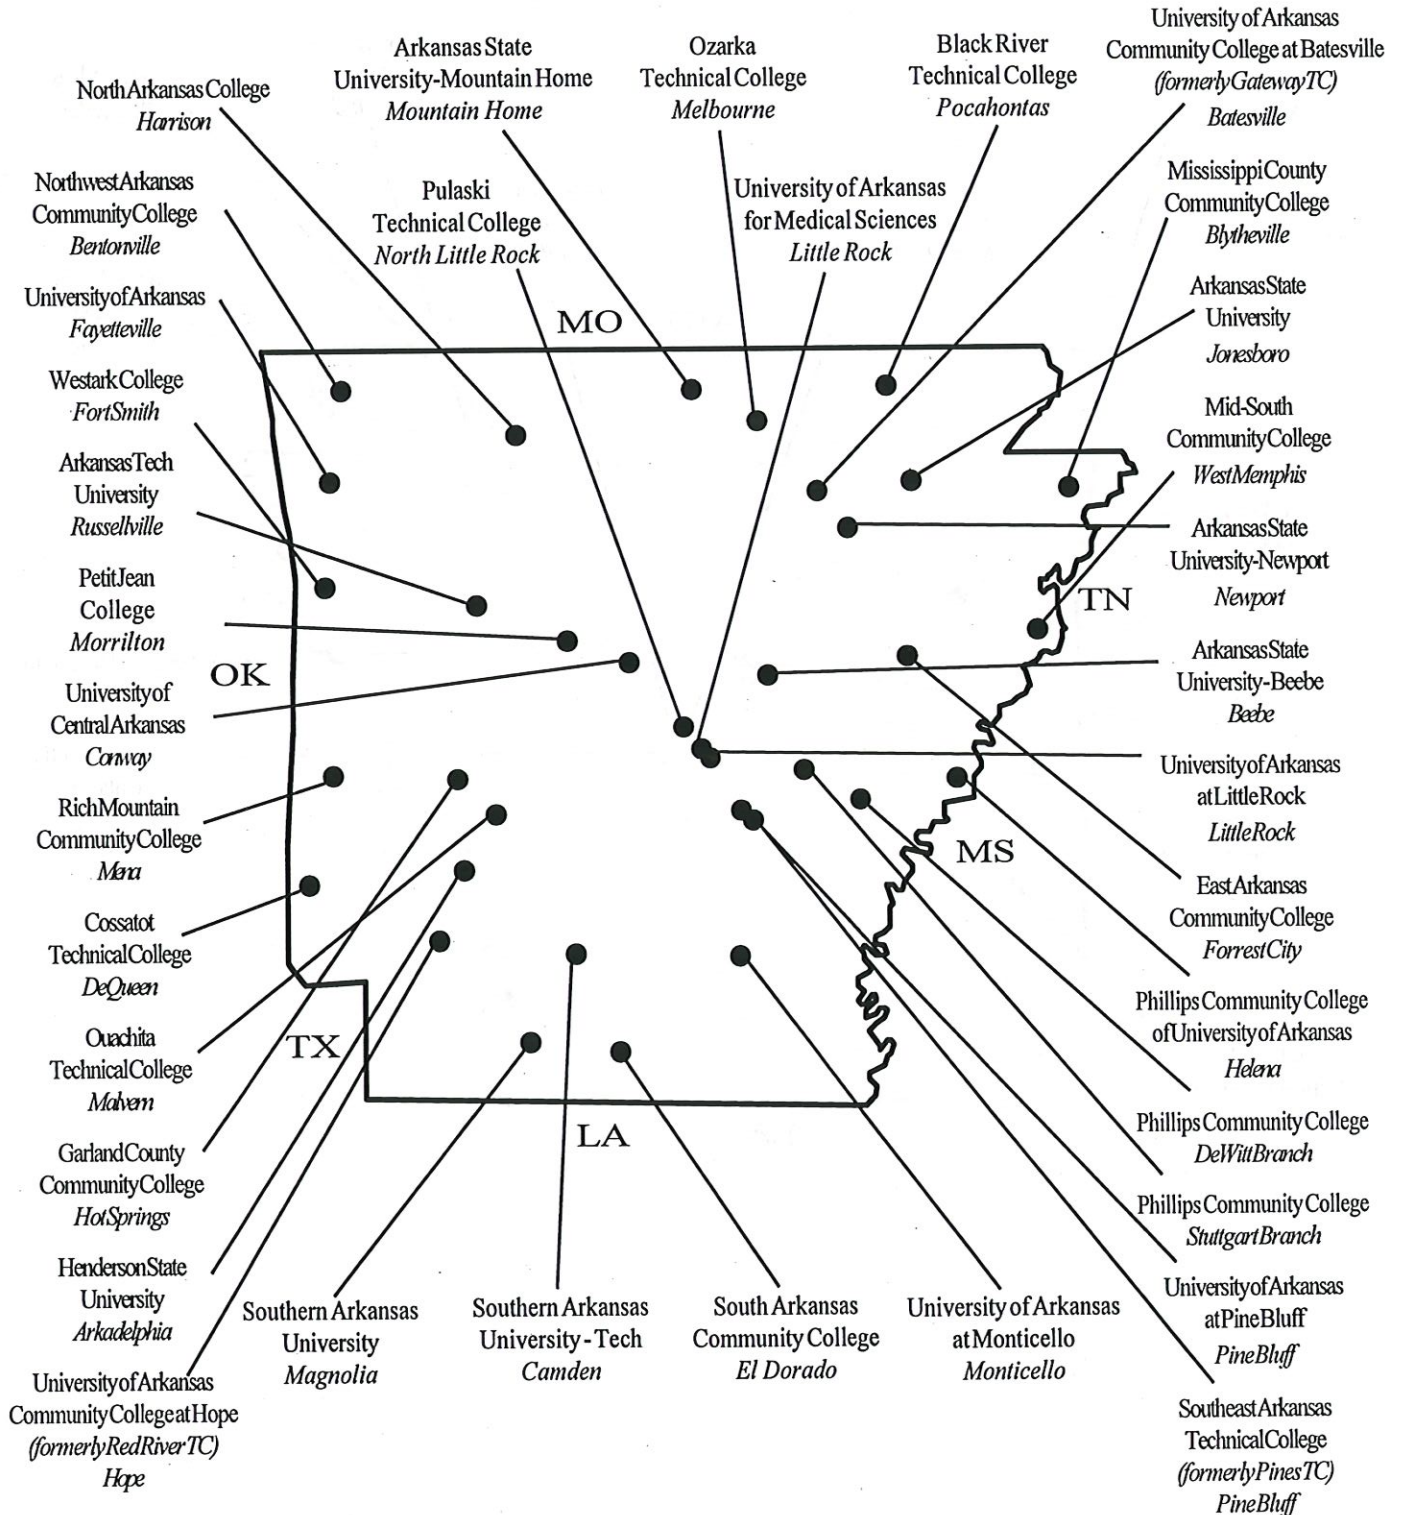 University of Arkansas
Community College at Batesville
(formerly Gateway TC)
Batesville
Arkansas State
University-Mountain Home
Mountain Home
Ozarka
Technical College
Melbourne
Black River
Technical College
Pocahontas
North Arkansas College
Harrison
Northwest Arkansas
Community College
Bentonville
Pulaski
Technical College
North Little Rock
University of Arkansas
for Medical Sciences
Little Rock
Mississippi County
Community College
Blytheville
University of Arkansas
Fayetteville
Arkansas State
University
Jonesboro
MO
Westark College
Fort Smith
Mid-South
Community College
West Memphis
Arkansas Tech
University
Russellville
Arkansas State
University-Newport
Newport
Petit Jean
College
Morrilton
TN
OK
Arkansas State
University-Beebe
Beebe
University of
Central Arkansas
Conway
University of Arkansas
at Little Rock
Little Rock
Rich Mountain
Community College
Mena
MS
East Arkansas
Community College
Forrest City
Cossatot
Technical College
DeQueen
Phillips Community College
of University of Arkansas
Helena
Ouachita
Technical College
Malvern
TX
Phillips Community College
DeWitt Branch
LA
Garland County
Community College
Hot Springs
Phillips Community College
Stuttgart Branch
Henderson State
University
Arkadelphia
University of Arkansas
at Pine Bluff
Pine Bluff
Southern Arkansas
University
Magnolia
Southern Arkansas
University - Tech
Camden
South Arkansas
Community College
El Dorado
University of Arkansas
at Monticello
Monticello
University of Arkansas
Community College at Hope
(formerly Red River TC)
Hope
Southeast Arkansas
Technical College
(formerly Pines TC)
Pine Bluff